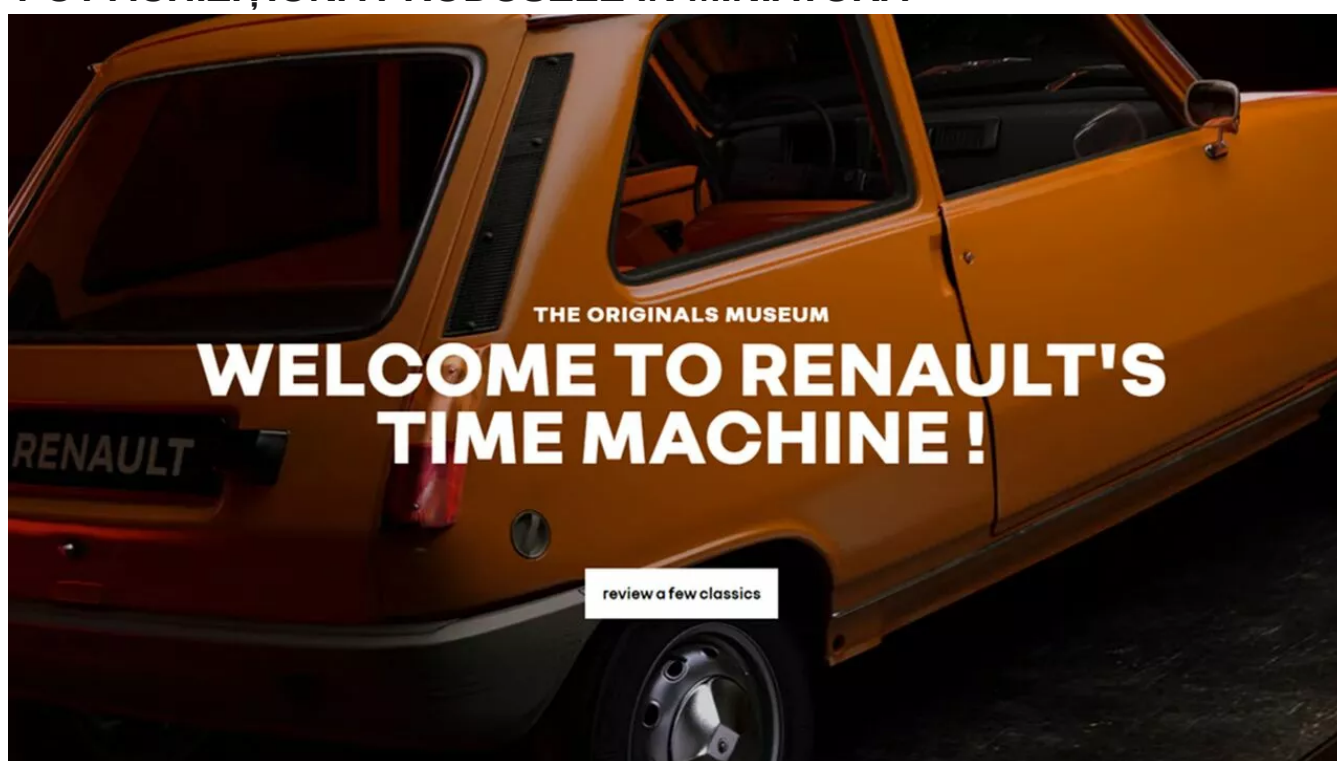 THE ORIGINALS MUSEUM
WELCOME TO RENAULT'S
TIME MACHINE !
RENAULT
review a few classics